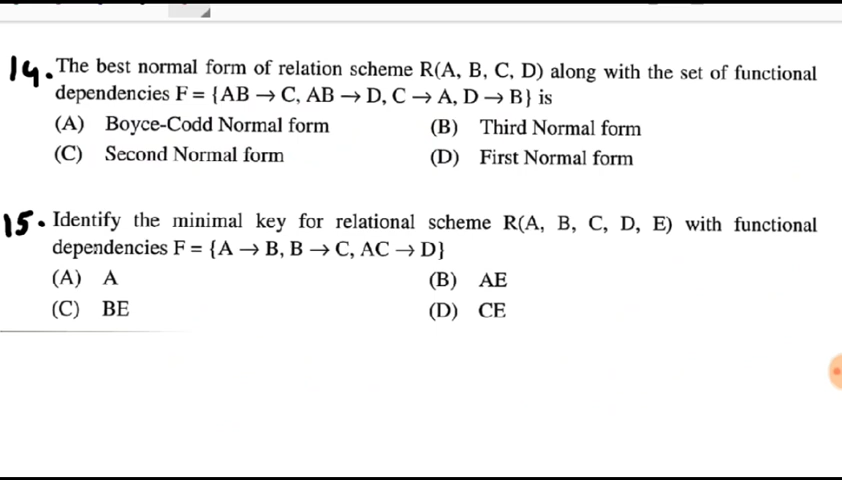 14. The best normal form of relation scheme R(A, B, C, D) along with the set of functional
dependencies F = {AB → C, AB → D, C → A, D → B} is
(A) Boyce-Codd Normal form (B) Third Normal form
(C) Second Normal form (D) First Normal form
15. Identify the minimal key for relational scheme R(A, B, C, D, E) with functional
dependencies F = {A → B, B → C, AC → D}
(A) A (B) AE
(C) BE (D) CE